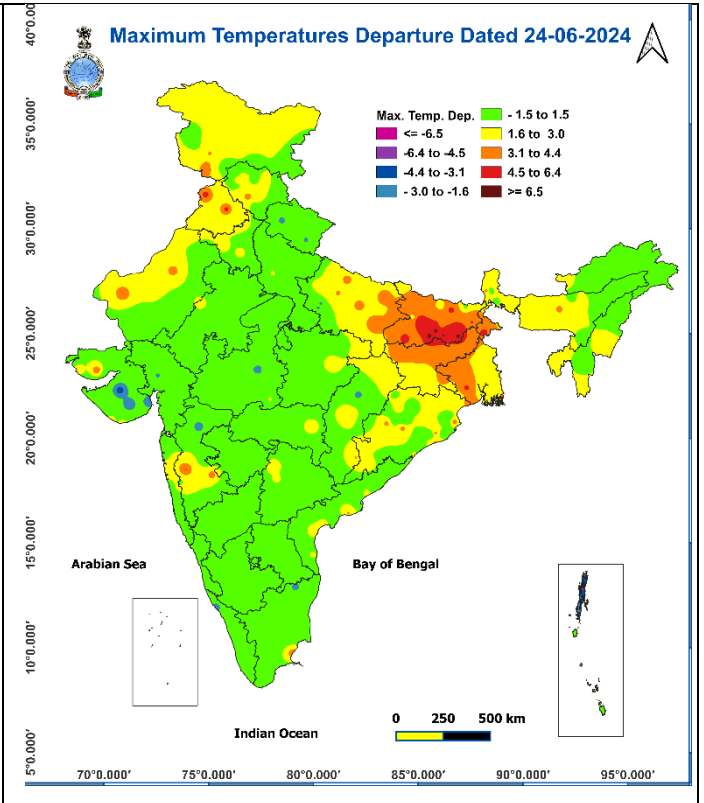 Maximum Temperatures Departure Dated 24-06-2024
Max. Temp. Dep.
<= -6.5
-6.4 to -4.5
-4.4 to -3.1
- 3.0 to -1.6
- 1.5 to 1.5
1.6 to 3.0
3.1 to 4.4
4.5 to 6.4
>= 6.5
40°0.00
35°0.000'
30°0.000'
25°0.000'
20°0.000'
15°0.000'
10°0.000'
5°0.000'
Arabian Sea
Bay of Bengal
Indian Ocean
0 250 500 km
70°0.000' 75°0.000' 80°0.000' 85°0.000' 90°0.000' 95°0.000'